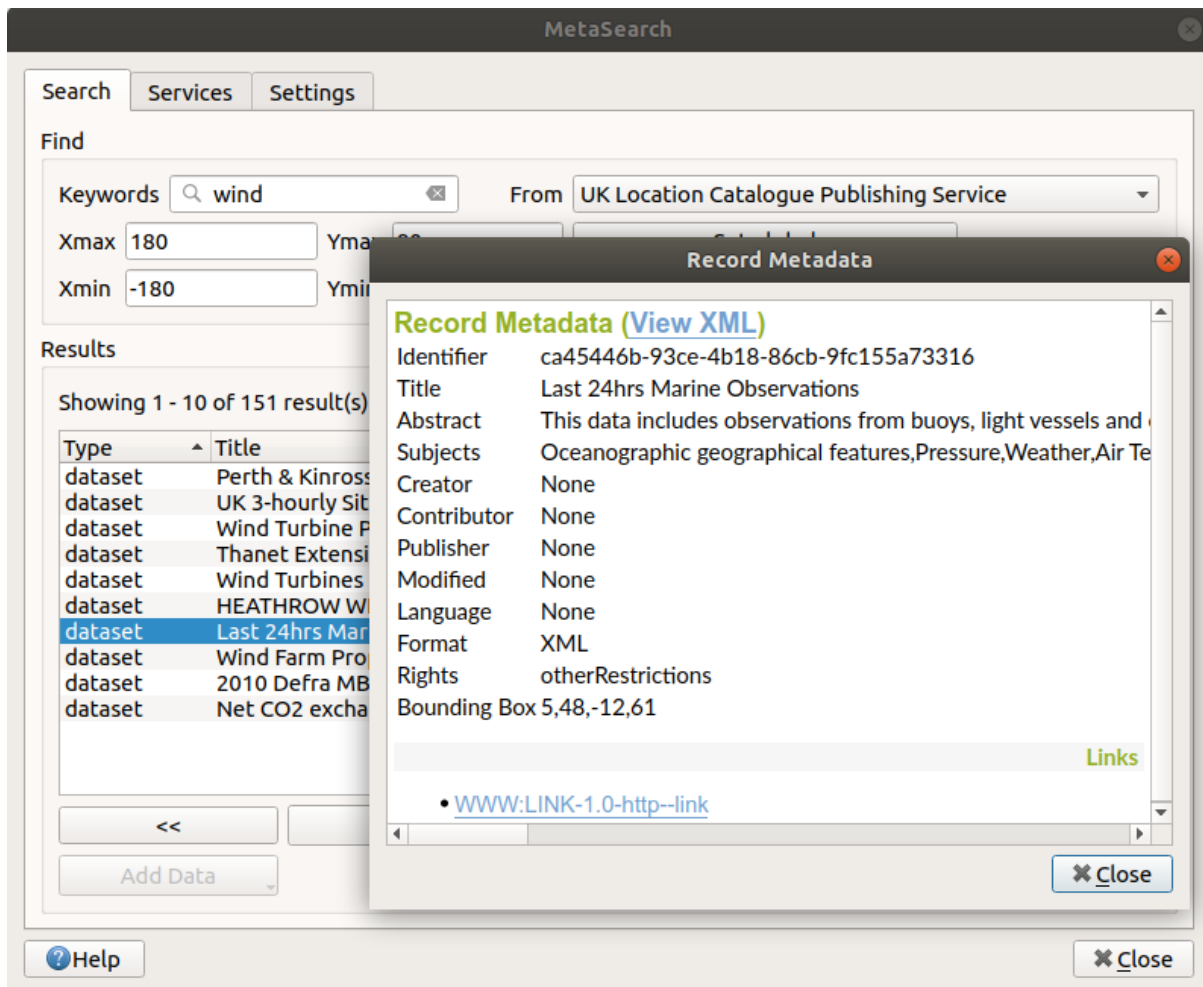 MetaSearch
Search Services Settings
Find
Keywords wind From UK Location Catalogue Publishing Service
Xmax 180
Xmin -180
Results
Showing 1 - 10 of 151 result(s)
Type Title
dataset Perth & Kinross
dataset UK 3-hourly Sit
dataset Wind Turbine P
dataset Thanet Extensi
dataset Wind Turbines
dataset HEATHROW WI
dataset Last 24hrs Mar
dataset Wind Farm Pro
dataset 2010 Defra MB
dataset Net CO2 excha
<<
Add Data
Help
Close
Record Metadata
Record Metadata (View XML)
Identifier ca45446b-93ce-4b18-86cb-9fc155a73316
Title Last 24hrs Marine Observations
Abstract This data includes observations from buoys, light vessels and
Subjects Oceanographic geographical features,Pressure,Weather,Air Te
Creator None
Contributor None
Publisher None
Modified None
Language None
Format XML
Rights otherRestrictions
Bounding Box 5,48,-12,61
Links
• WWW:LINK-1.0-http--link
Close